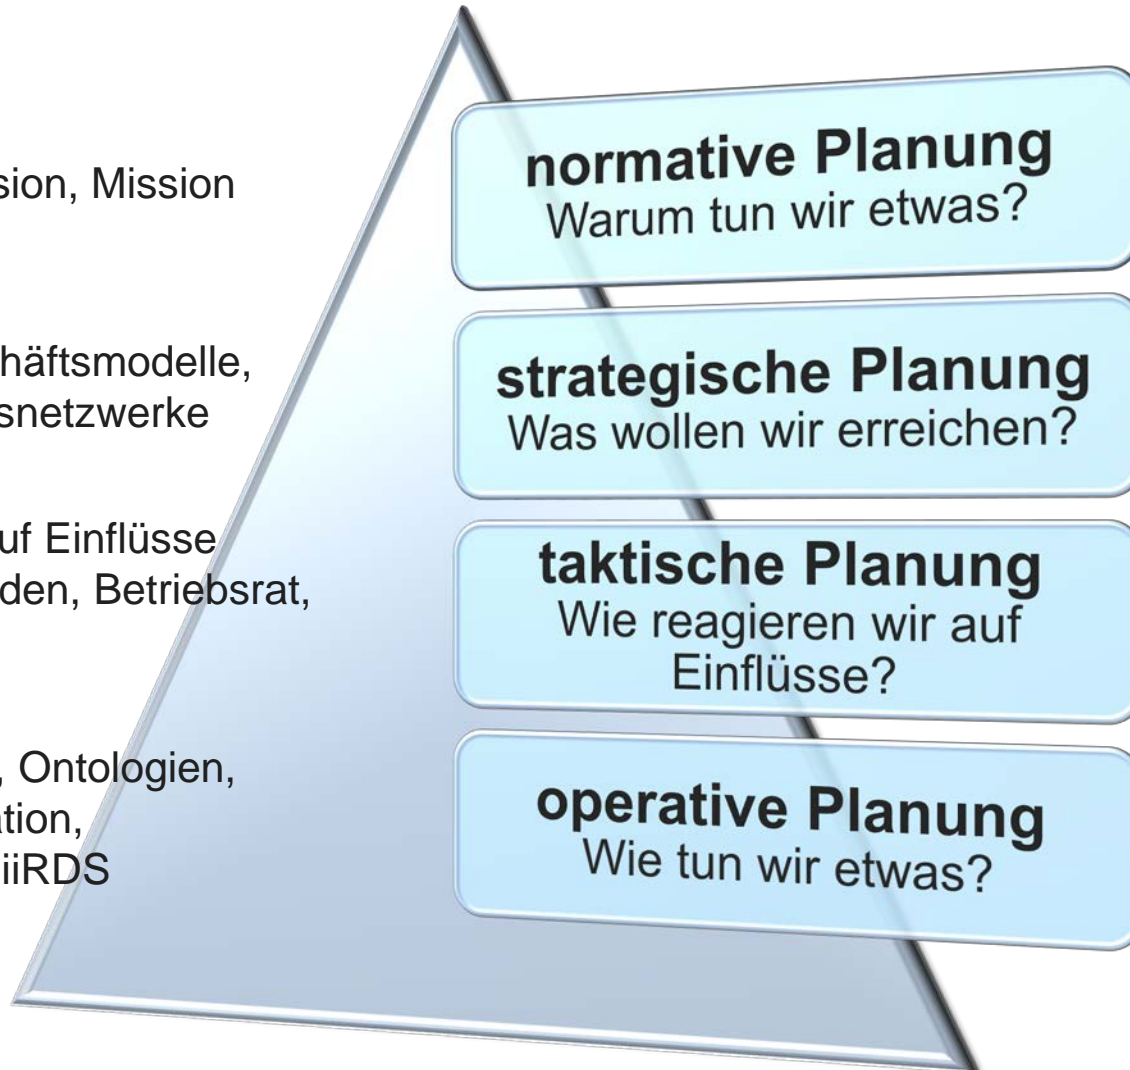 sion, Mission
normative Planung
Warum tun wir etwas?
häftsmodelle,
snetzwerke
strategische Planung
Was wollen wir erreichen?
uf Einflüsse
den, Betriebsrat,
taktische Planung
Wie reagieren wir auf
Einflüsse?
, Ontologien,
ation,
iiRDS
operative Planung
Wie tun wir etwas?